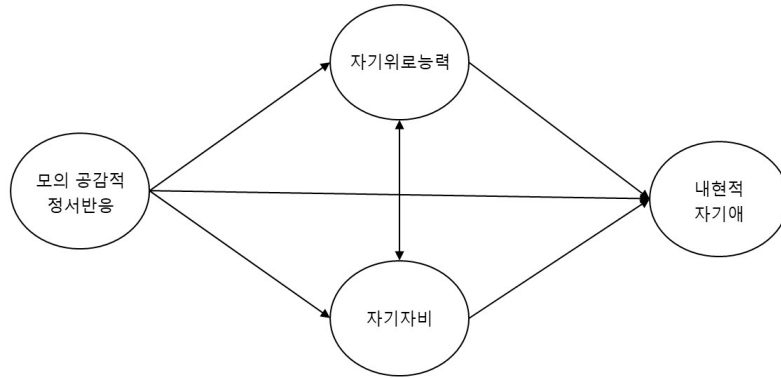 자기위로능력
모의 공감적
정서반응
내현적
자기애
자기자비